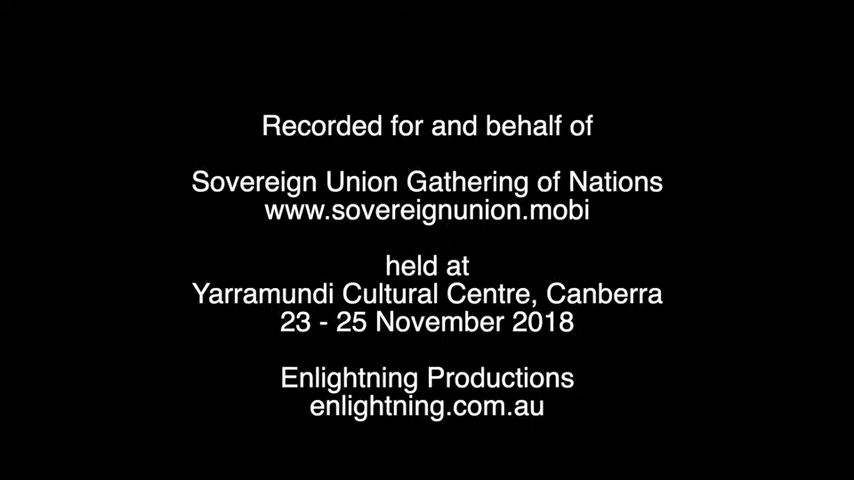 Recorded for and behalf of
Sovereign Union Gathering of Nations
www.sovereignunion.mobi
held at
Yarramundi Cultural Centre, Canberra
23 - 25 November 2018
Enlightning Productions
enlightning.com.au